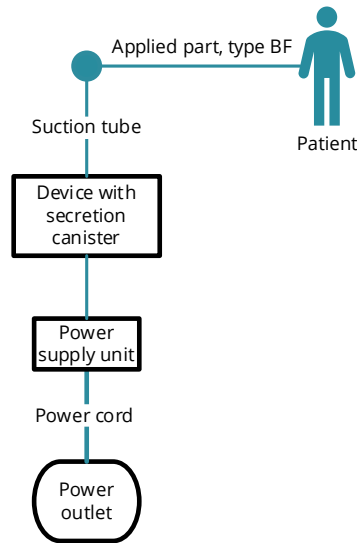 Applied part, type BF
Patient
Suction tube
Device with
secretion
canister
Power
supply unit
Power cord
Power
outlet